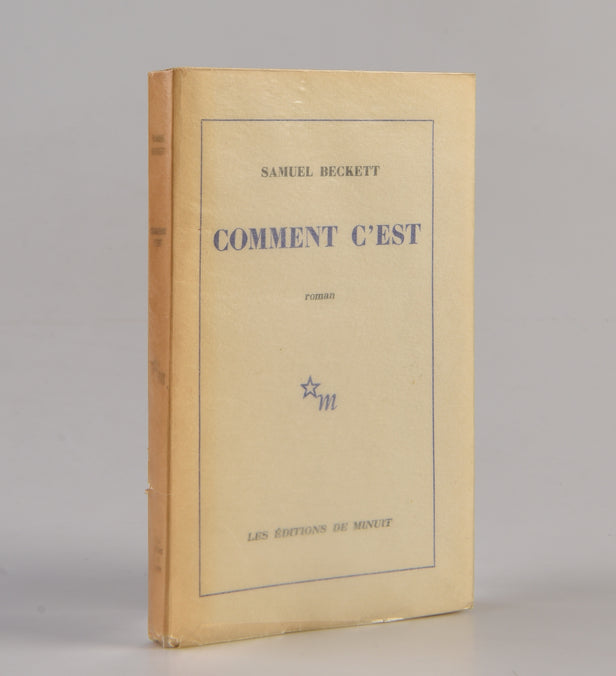 SAMUEL BECKETT
COMMENT C'EST
roman
m
LES ÉDITIONS DE MINUIT